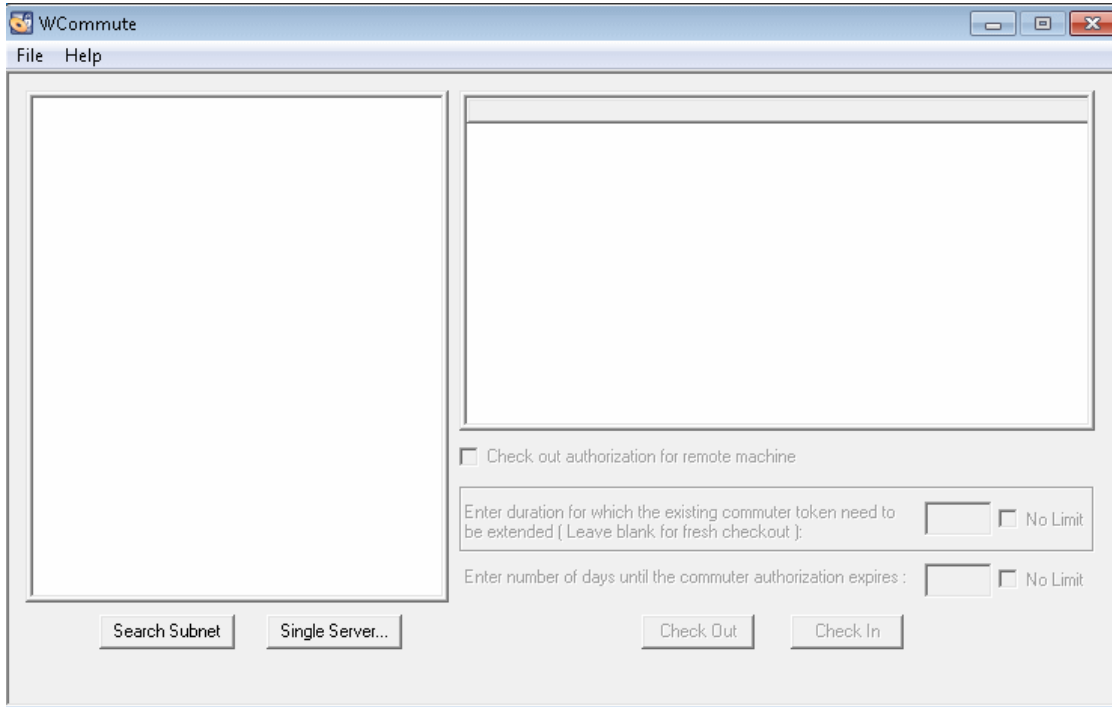 WCommute
File Help
Check out authorization for remote machine
Enter duration for which the existing commuter token need to
be extended ( Leave blank for fresh checkout ):
No Limit
Enter number of days until the commuter authorization expires :
No Limit
Search Subnet Single Server... Check Out Check In